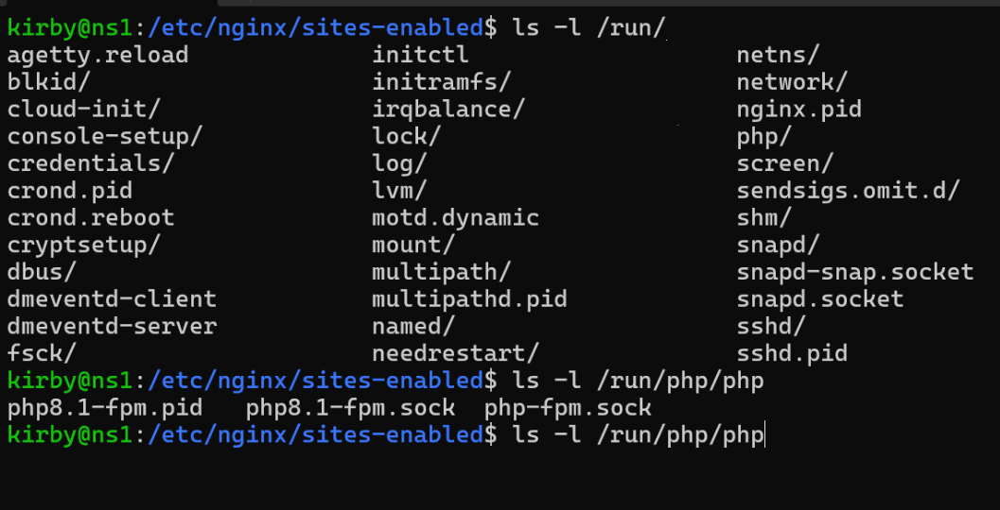 kirby@ns1:/etc/nginx/sites-enabled$ ls -l /run/
agetty.reload initctl netns/
blkid/ initramfs/ network/
cloud-init/ irqbalance/ nginx.pid
console-setup/ lock/ php/
credentials/ log/ screen/
crond.pid lvm/ sendsigs.omit.d/
crond.reboot motd.dynamic shm/
cryptsetup/ mount/ snapd/
dbus/ multipath/ snapd-snap.socket
dmeventd-client multipathd.pid snapd.socket
dmeventd-server named/ sshd/
fsck/ needrestart/ sshd.pid
kirby@ns1:/etc/nginx/sites-enabled$ ls -l /run/php/php
php8.1-fpm.pid php8.1-fpm.sock php-fpm.sock
kirby@ns1:/etc/nginx/sites-enabled$ ls -l /run/php/php